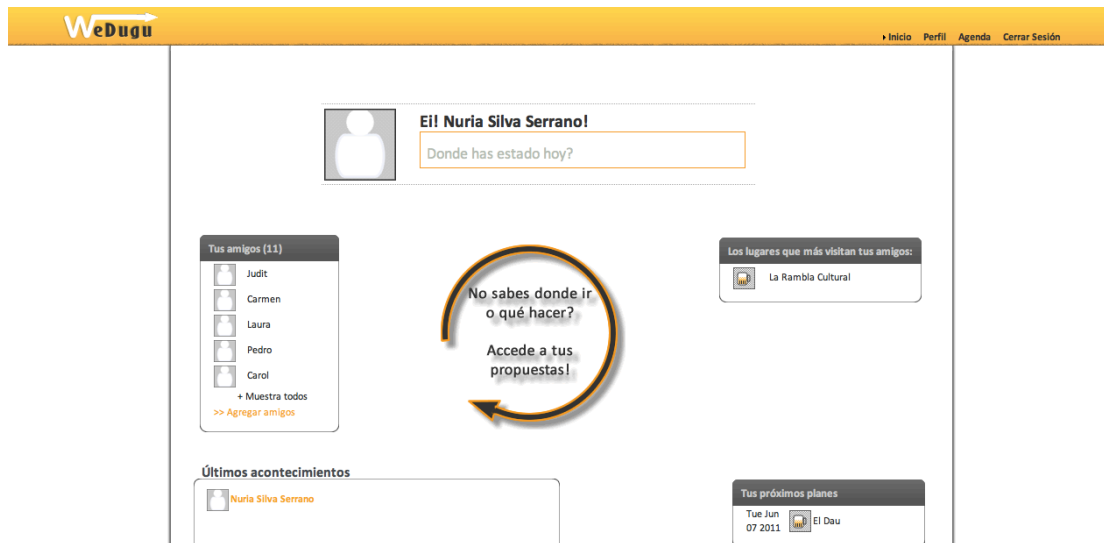 WeDugu
Inicio Perfil Agenda Cerrar Sesión
Ei! Nuria Silva Serrano!
Donde has estado hoy?
Tus amigos (11)
Judit
Carmen
Laura
Pedro
Carol
+ Muestra todos
>> Agregar amigos
No sabes donde ir
o qué hacer?
Accede a tus
propuestas!
Los lugares que más visitan tus amigos:
La Rambla Cultural
Últimos acontecimientos
Nuria Silva Serrano
Tus próximos planes
Tue Jun
07 2011
El Dau